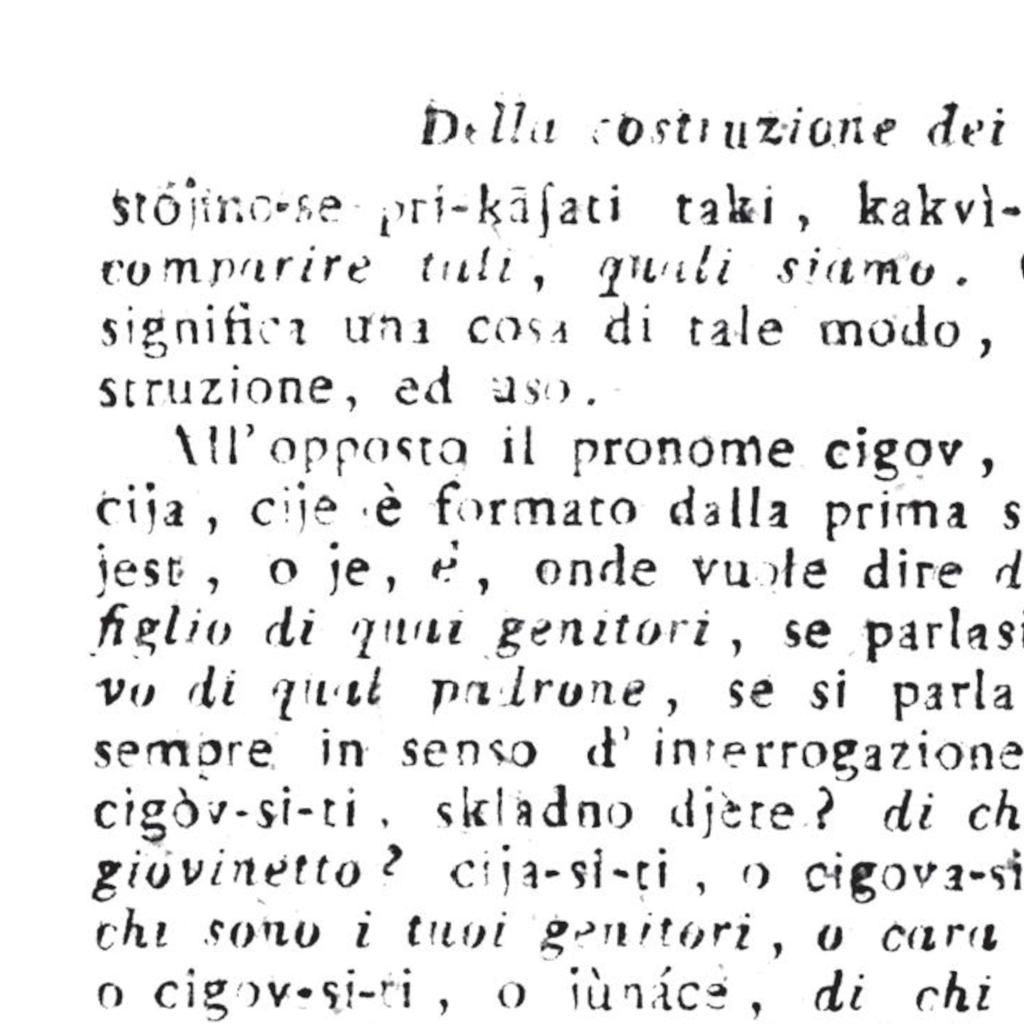 Della costruzione dei
stójimo-se pri-kāſati taki, kakvì-
comparire tali, quali siamo.
significa una cosa di tale modo,
struzione, ed uso.
All'opposto il pronome cigov,
cija, cije è formato dalla prima s
jest, o je, è, onde vuole dire d
figlio di quai genitori, se parlasi
vo di qual padrone, se si parla
sempre in senso d' interrogazione
cigòv-si-ti, skladno djète? di ch
giovinetto? cija-si-ti, o cigova-si
chi sono i tuoi genitori, o cara
o cigov-si-ti, o iùnáce, di chi